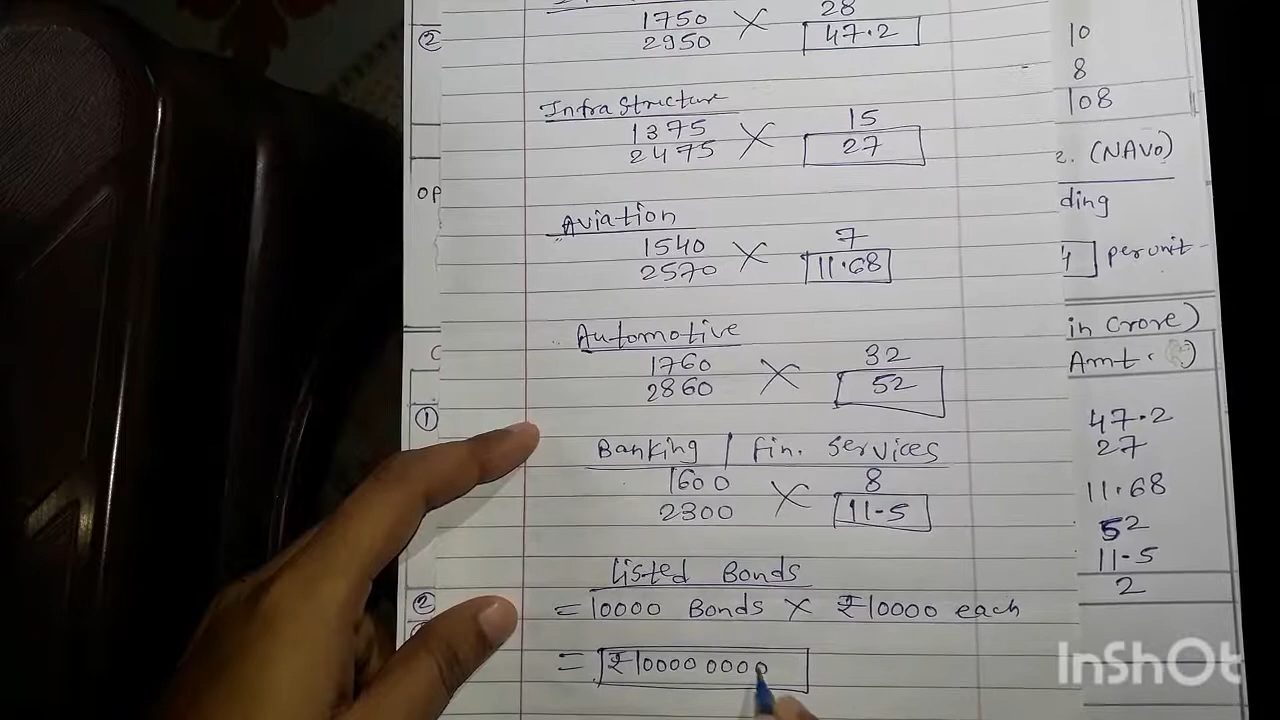 ②
1750 × 28
2950 47.2
Infrastructure
1375 × 15
2475 27
Aviation
1540 × 7
2570 11.68
Automotive
1760 × 32
2860 52
Banking / Fin. Services
1600 × 8
2300 11.5
Listed Bonds
= 10000 Bonds × ₹10000 each
= ₹10000 0000
OP
C
①
②
10
8
108
(NAVo)
ding
per unit
in Crore)
Amt.
47.2
27
11.68
52
11.5
2
InShOt